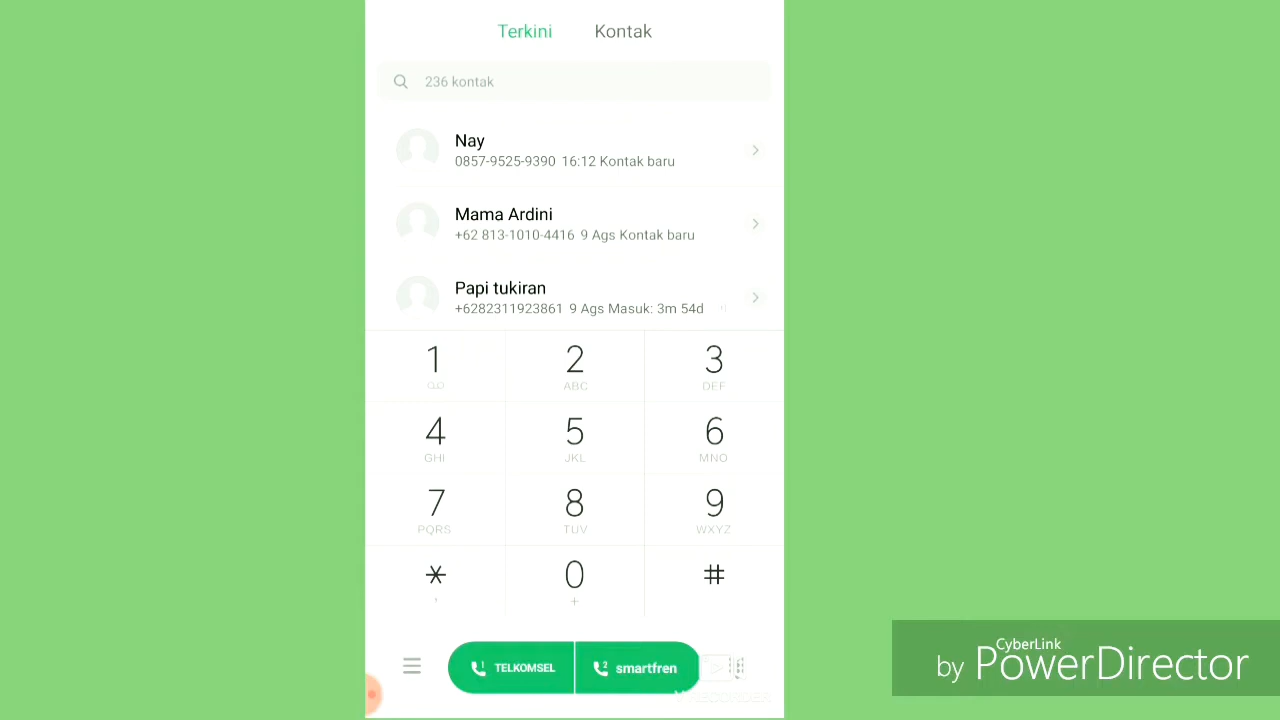 Terkini Kontak
236 kontak
Nay
0857-9525-9390 16:12 Kontak baru
Mama Ardini
+62 813-1010-4416 9 Ags Kontak baru
Papi tukiran
+6282311923861 9 Ags Masuk: 3m 54d
1 2 3
ABC DEF
4 5 6
GHI JKL MNO
7 8 9
PQRS TUV WXYZ
* 0 #
, +
1 TELKOMSEL 2 smartfren
CyberLink
by PowerDirector